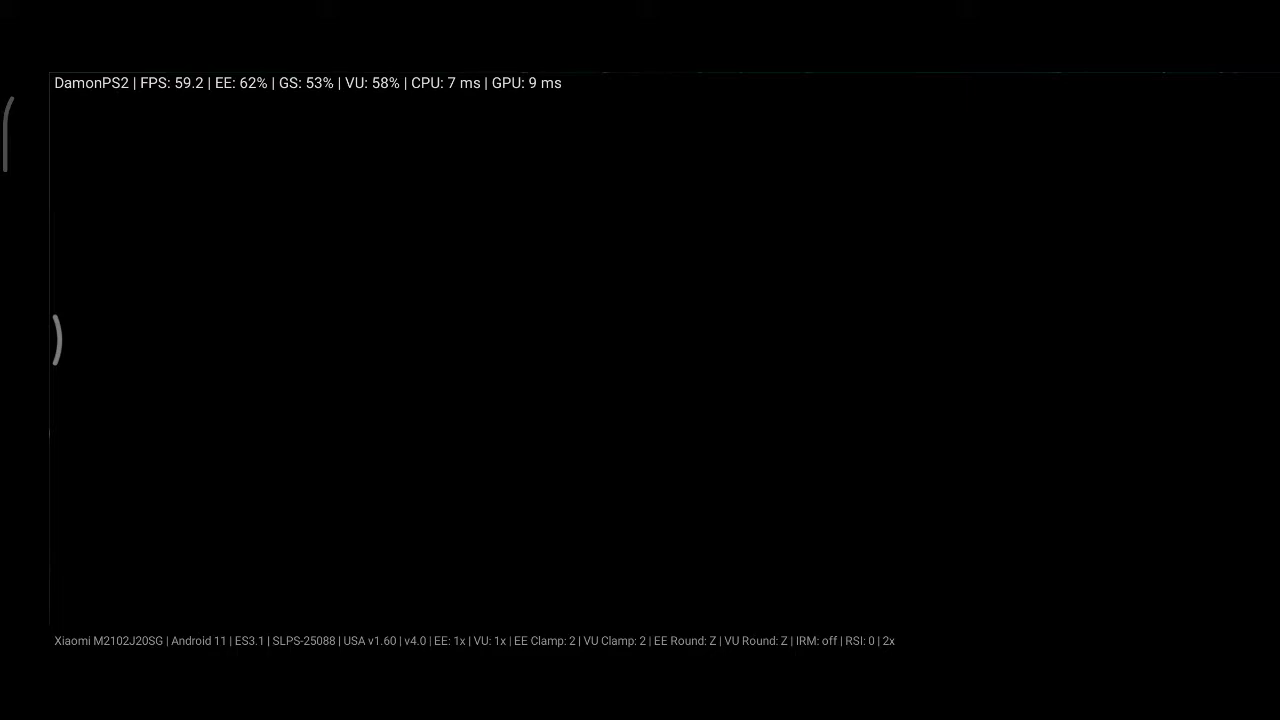 DamonPS2 | FPS: 59.2 | EE: 62% | GS: 53% | VU: 58% | CPU: 7 ms | GPU: 9 ms
Xiaomi M2102J20SG | Android 11 | ES3.1 | SLPS-25088 | USA v1.60 | v4.0 | EE: 1x | VU: 1x | EE Clamp: 2 | VU Clamp: 2 | EE Round: Z | VU Round: Z | IRM: off | RSI: 0 | 2x